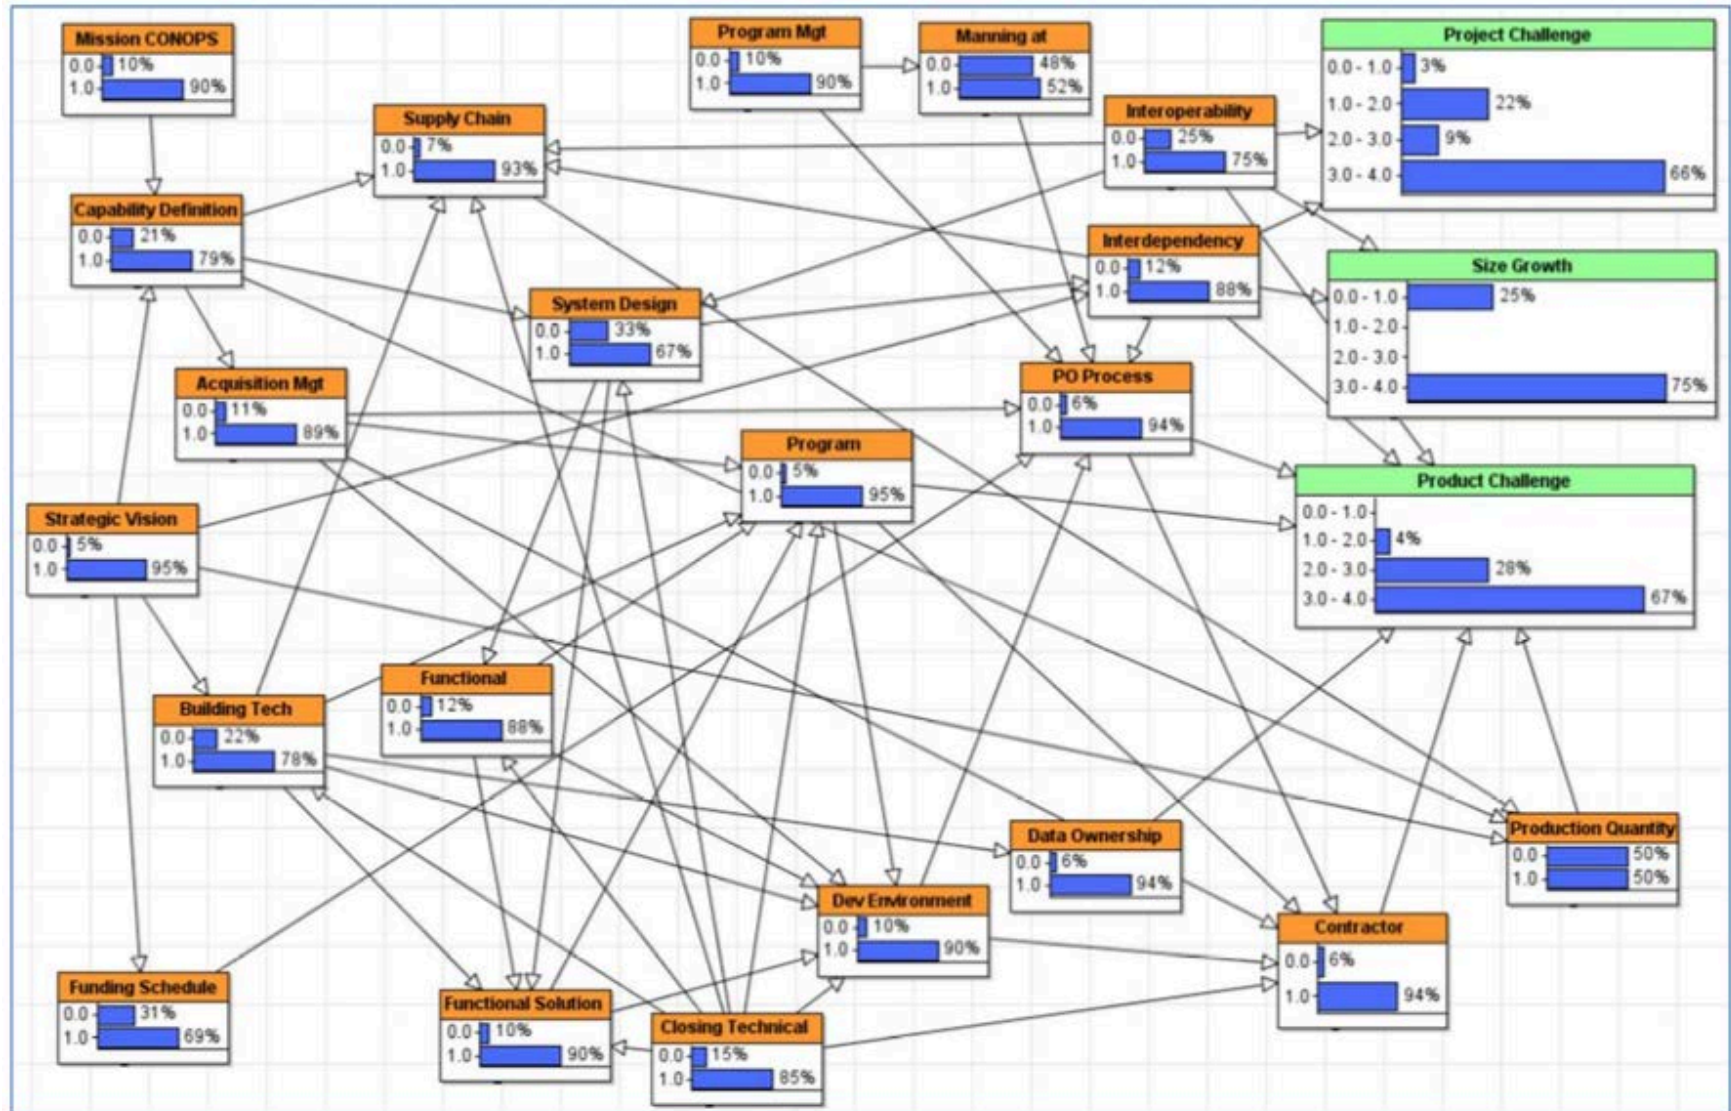 Mission CONOPS
0.0 10%
1.0 90%
Program Mgt
0.0 10%
1.0 90%
Manning at
0.0 48%
1.0 52%
Project Challenge
0.0 - 1.0 3%
1.0 - 2.0 22%
2.0 - 3.0 9%
3.0 - 4.0 66%
Supply Chain
0.0 7%
1.0 93%
Interoperability
0.0 25%
1.0 75%
Capability Definition
0.0 21%
1.0 79%
Interdependency
0.0 12%
1.0 88%
Size Growth
0.0 - 1.0 25%
1.0 - 2.0
2.0 - 3.0
3.0 - 4.0 75%
System Design
0.0 33%
1.0 67%
Acquisition Mgt
0.0 11%
1.0 89%
PO Process
0.0 6%
1.0 94%
Program
0.0 5%
1.0 95%
Product Challenge
0.0 - 1.0
1.0 - 2.0 4%
2.0 - 3.0 28%
3.0 - 4.0 67%
Strategic Vision
0.0 5%
1.0 95%
Functional
0.0 12%
1.0 88%
Building Tech
0.0 22%
1.0 78%
Data Ownership
0.0 6%
1.0 94%
Production Quantity
0.0 50%
1.0 50%
Dev Environment
0.0 10%
1.0 90%
Contractor
0.0 6%
1.0 94%
Funding Schedule
0.0 31%
1.0 69%
Functional Solution
0.0 10%
1.0 90%
Closing Technical
0.0 15%
1.0 85%